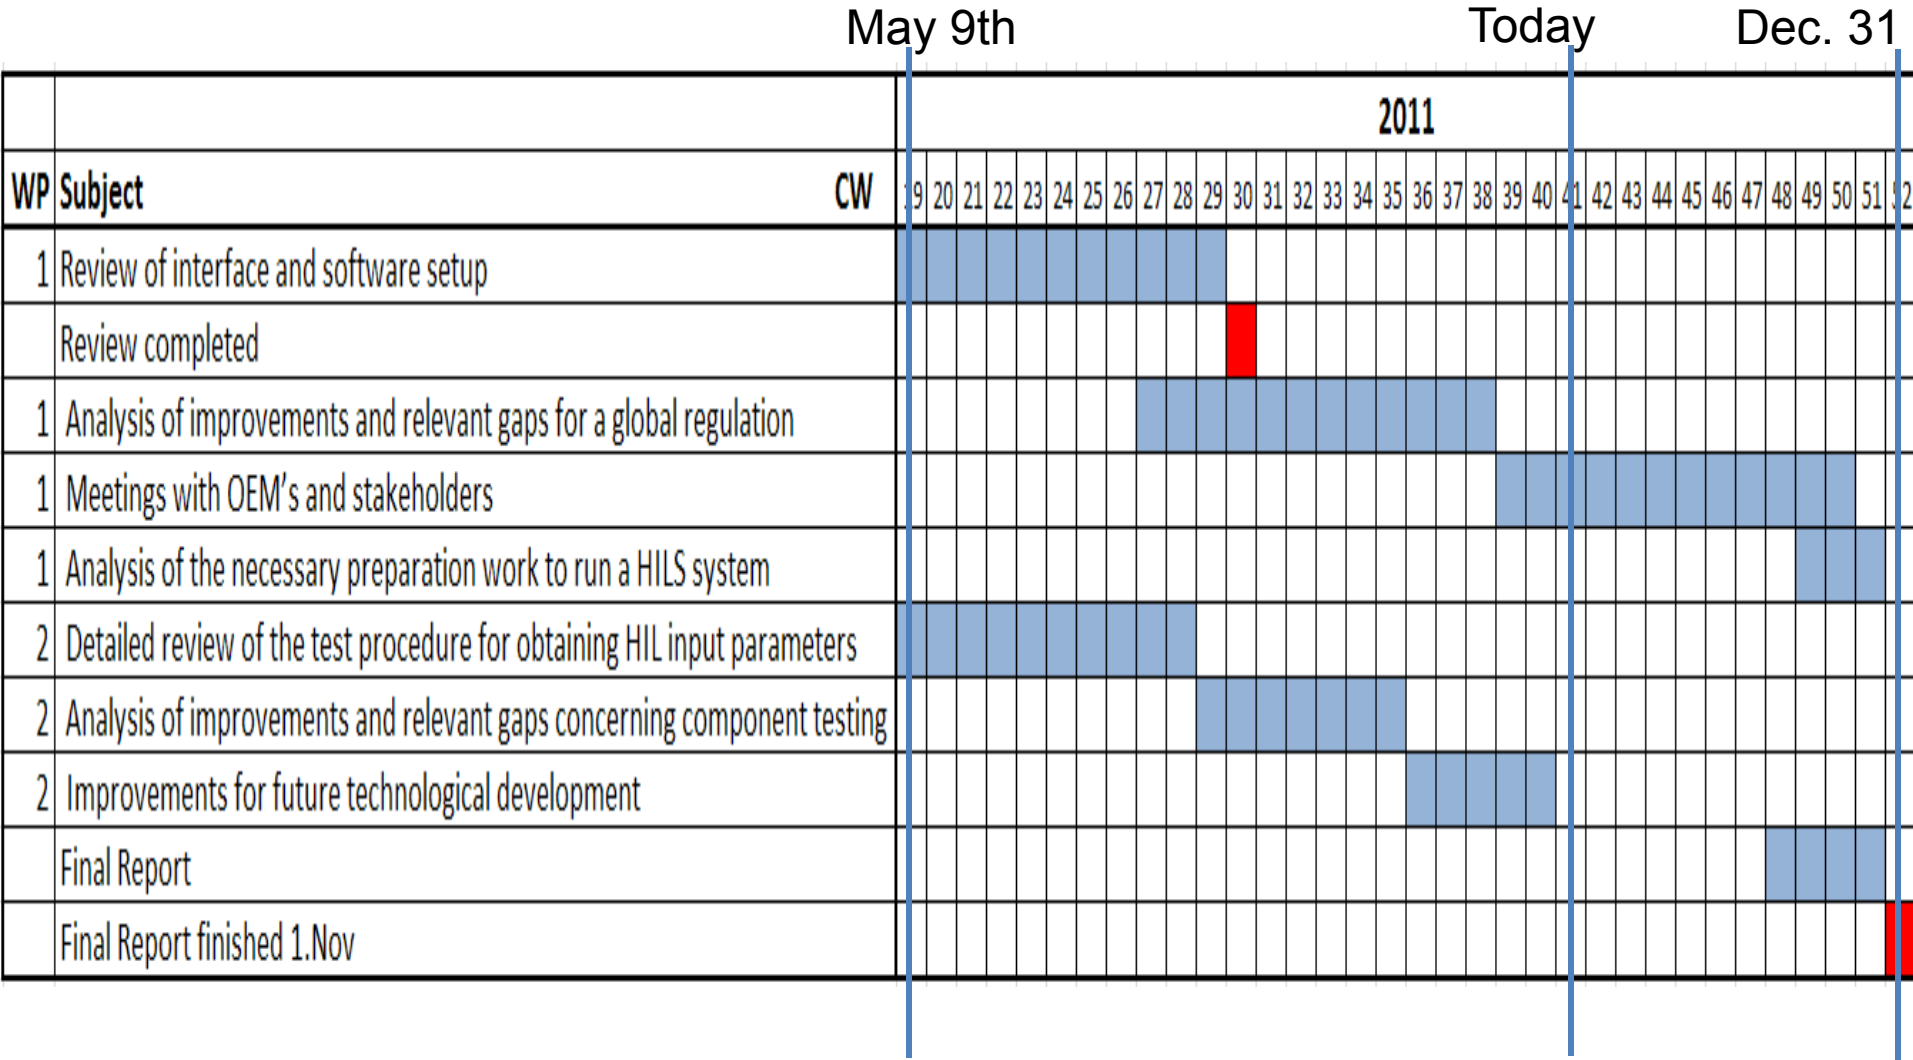 May 9th Today Dec. 31
2011
WP Subject CW 19 20 21 22 23 24 25 26 27 28 29 30 31 32 33 34 35 36 37 38 39 40 41 42 43 44 45 46 47 48 49 50 51 52
1 Review of interface and software setup
Review completed
1 Analysis of improvements and relevant gaps for a global regulation
1 Meetings with OEM’s and stakeholders
1 Analysis of the necessary preparation work to run a HILS system
2 Detailed review of the test procedure for obtaining HIL input parameters
2 Analysis of improvements and relevant gaps concerning component testing
2 Improvements for future technological development
Final Report
Final Report finished 1.Nov